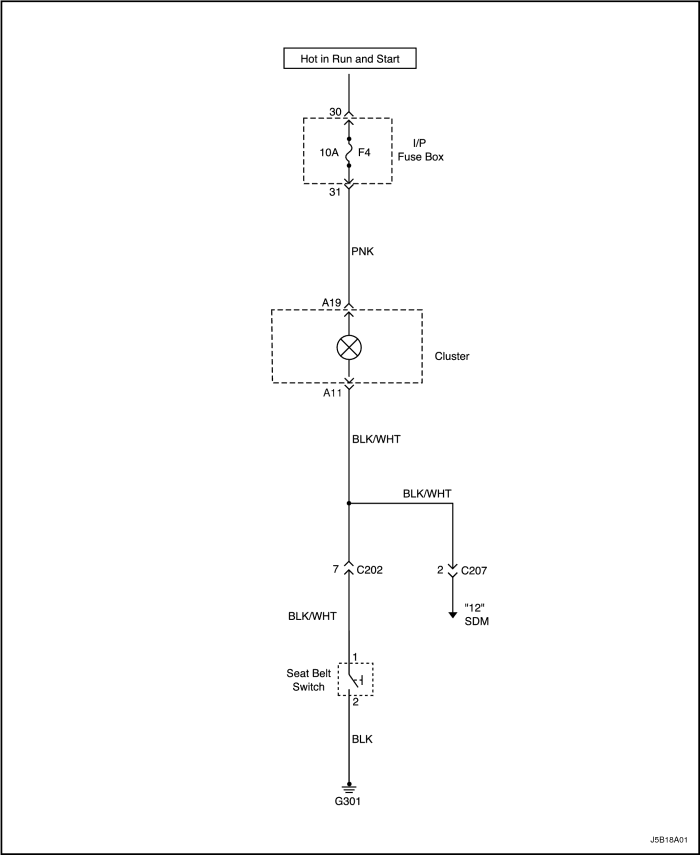 Hot in Run and Start
30
10A F4
I/P
Fuse Box
31
PNK
A19
Cluster
A11
BLK/WHT
BLK/WHT
7 C202
2 C207
BLK/WHT
"12"
SDM
1
Seat Belt
Switch
2
BLK
G301
J5B18A01